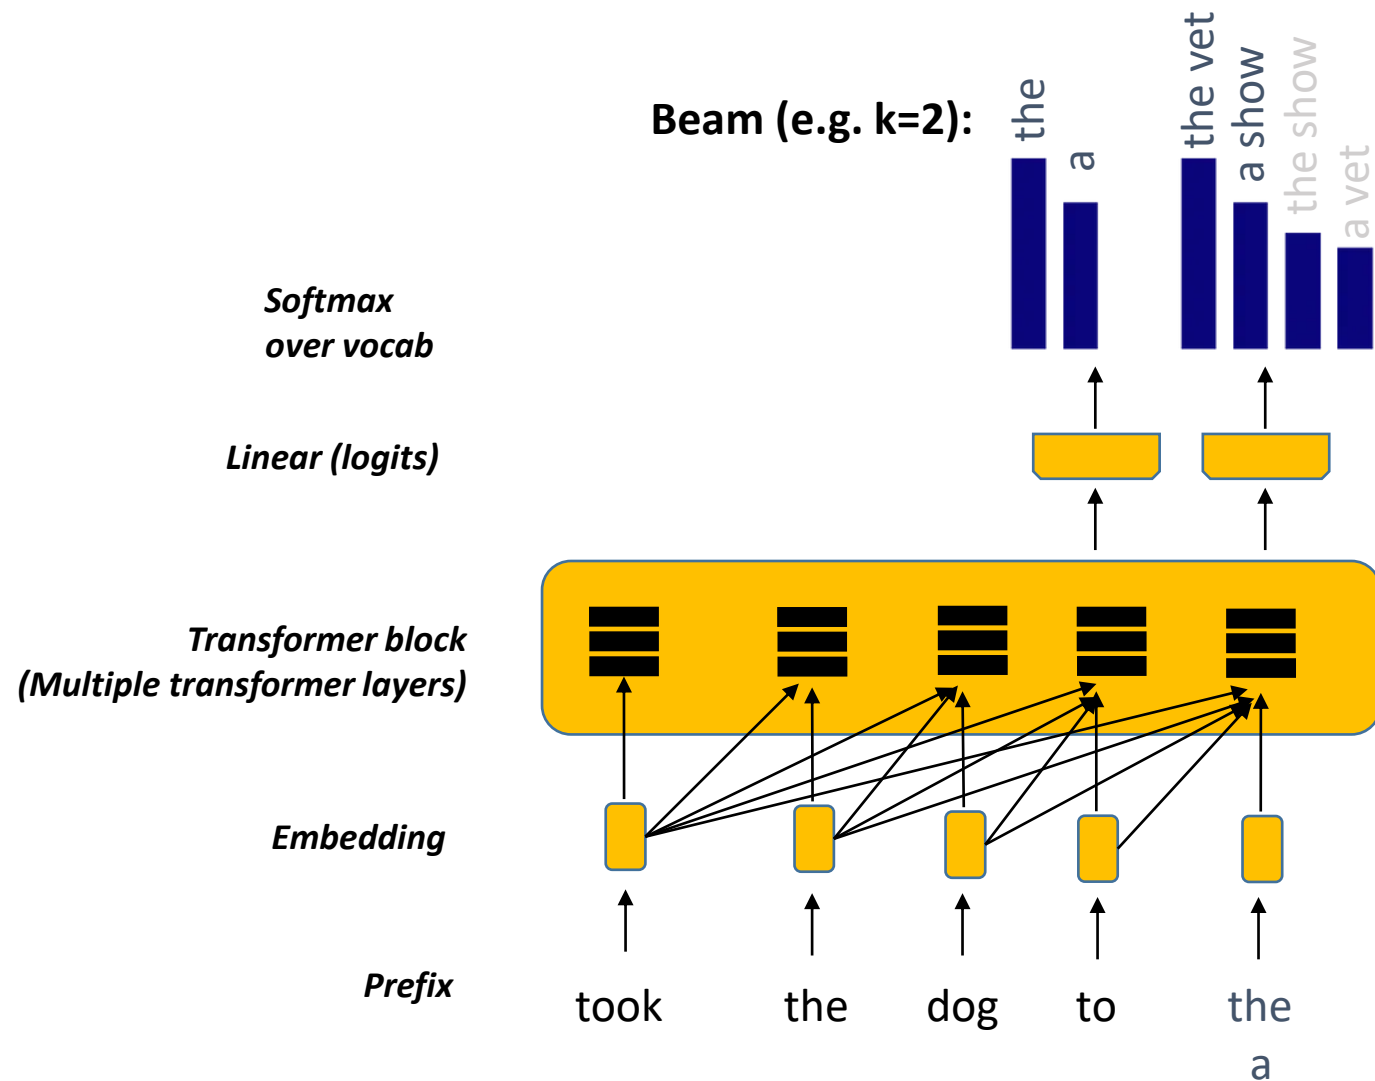 Beam (e.g. k=2):
the
a
the vet
a show
the show
a vet
Softmax
over vocab
Linear (logits)
Transformer block
(Multiple transformer layers)
Embedding
Prefix
took the dog to the
a